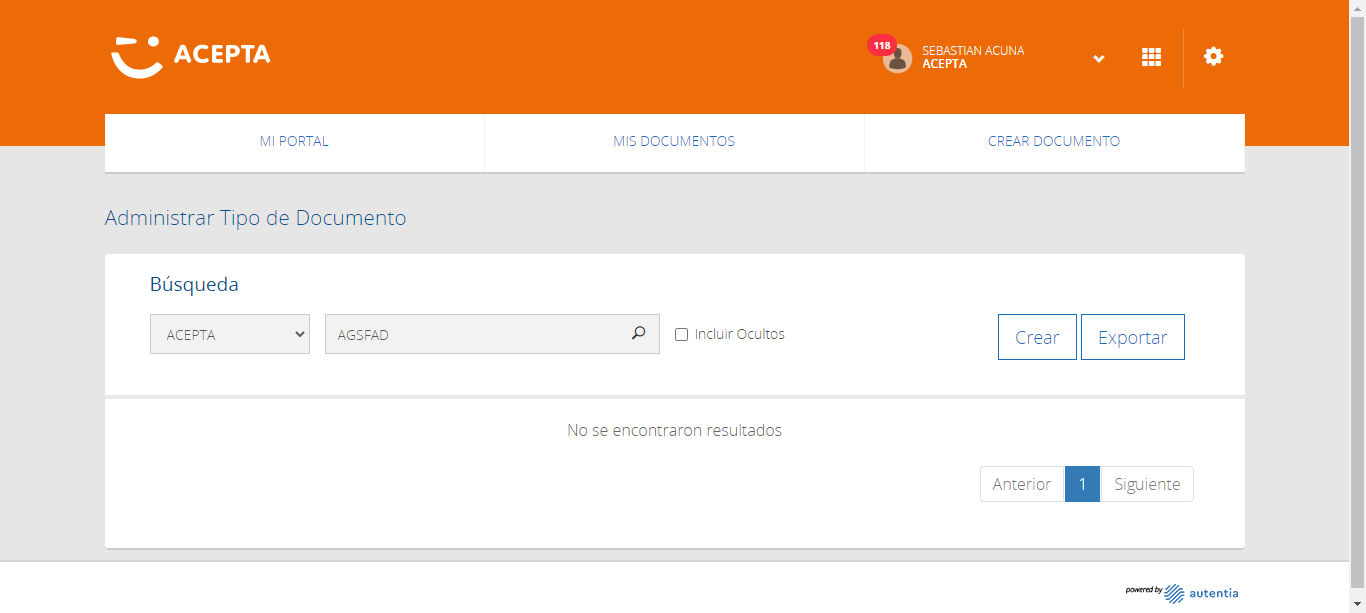 ACEPTA
118
SEBASTIAN ACUNA
ACEPTA
MI PORTAL
MIS DOCUMENTOS
CREAR DOCUMENTO
Administrar Tipo de Documento
Búsqueda
ACEPTA
AGSFAD
Incluir Ocultos
Crear
Exportar
No se encontraron resultados
Anterior
1
Siguiente
powered by autentia